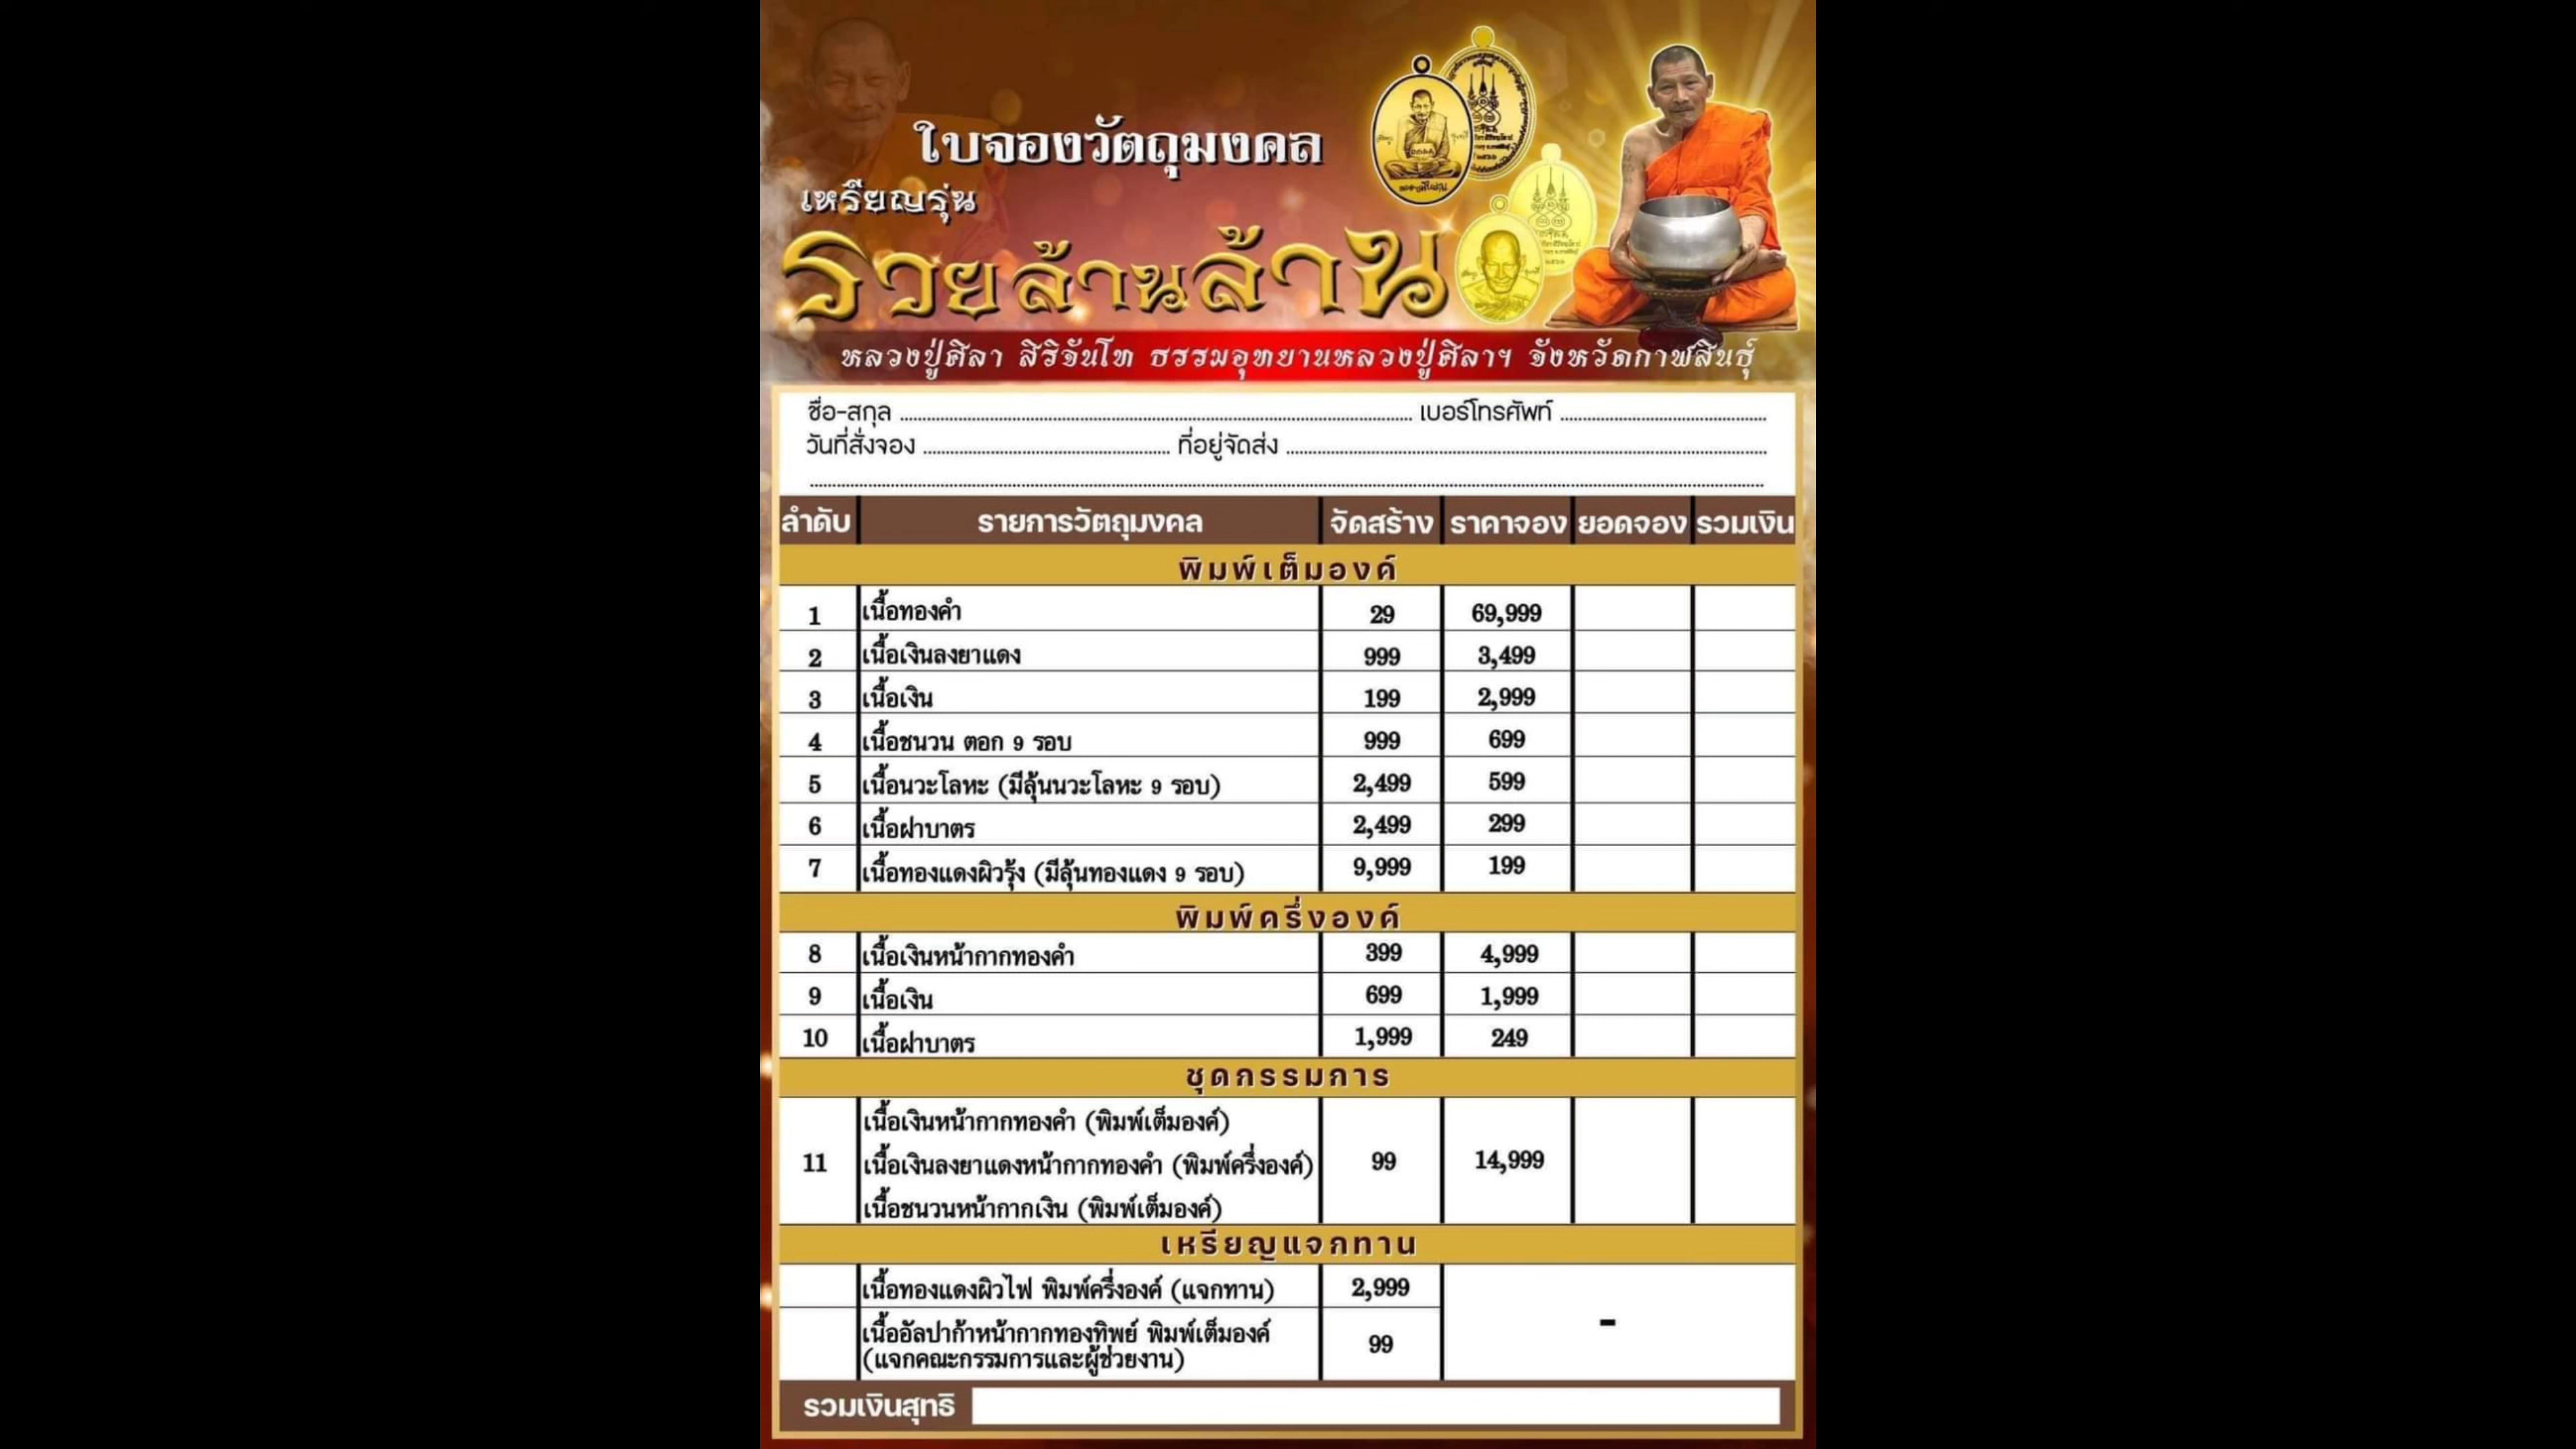 ใบจองวัตถุมงคล
เหรียญรุ่น
รวยล้านล้าน
หลวงปู่ศิลา สิริจันโท ธรรมอุทยานหลวงปู่ศิลาฯ จังหวัดกาฬสินธุ์
ชื่อ-สกุล ........ เบอร์โทรศัพท์ ........
วันที่สั่งจอง ........ ที่อยู่จัดส่ง ........
ลำดับ รายการวัตถุมงคล จัดสร้าง ราคาจอง ยอดจอง รวมเงิน
พิมพ์เต็มองค์
1 เนื้อทองคำ 29 69,999
2 เนื้อเงินลงยาแดง 999 3,499
3 เนื้อเงิน 199 2,999
4 เนื้อชนวน ตอก 9 รอบ 999 699
5 เนื้อนวะโลหะ (มีลุ้นนวะโลหะ 9 รอบ) 2,499 599
6 เนื้อฝาบาตร 2,499 299
7 เนื้อทองแดงผิวรุ้ง (มีลุ้นทองแดง 9 รอบ) 9,999 199
พิมพ์ครึ่งองค์
8 เนื้อเงินหน้ากากทองคำ 399 4,999
9 เนื้อเงิน 699 1,999
10 เนื้อฝาบาตร 1,999 249
ชุดกรรมการ
เนื้อเงินหน้ากากทองคำ (พิมพ์เต็มองค์)
11 เนื้อเงินลงยาแดงหน้ากากทองคำ (พิมพ์ครึ่งองค์) 99 14,999
เนื้อชนวนหน้ากากเงิน (พิมพ์เต็มองค์)
เหรียญแจกทาน
เนื้อทองแดงผิวไฟ พิมพ์ครึ่งองค์ (แจกทาน) 2,999
เนื้ออัลปาก้าหน้ากากทองทิพย์ พิมพ์เต็มองค์ 99 -
(แจกคณะกรรมการและผู้ช่วยงาน)
รวมเงินสุทธิ